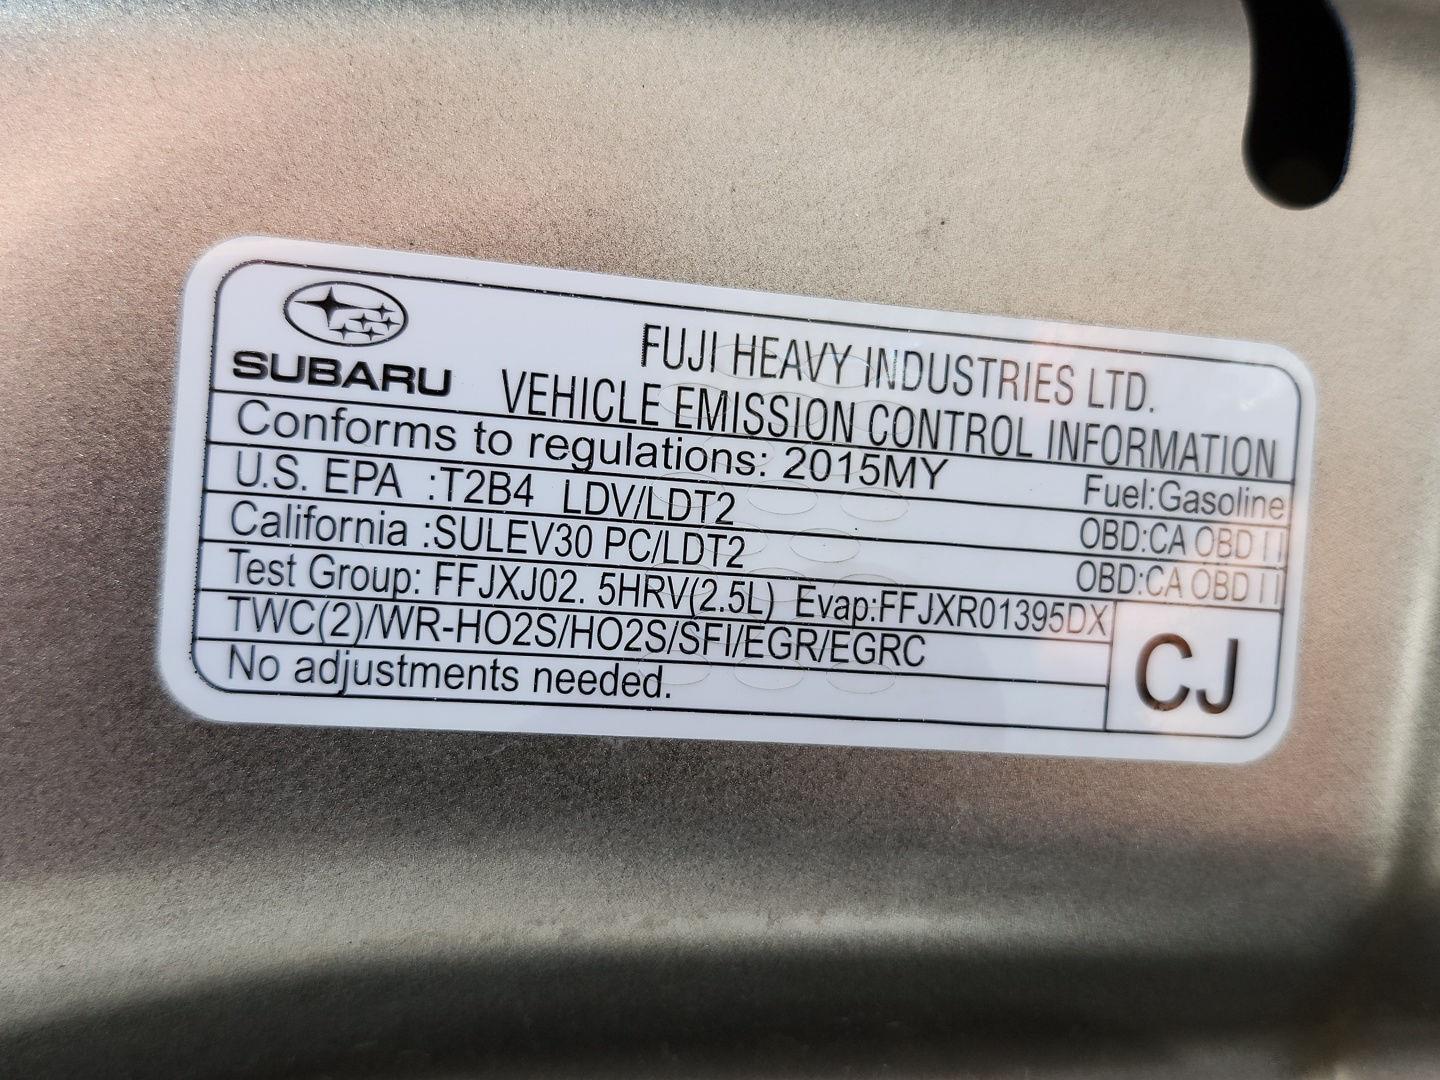 SUBARU
FUJI HEAVY INDUSTRIES LTD.
VEHICLE EMISSION CONTROL INFORMATION
Conforms to regulations: 2015MY Fuel:Gasoline
U.S. EPA :T2B4 LDV/LDT2 OBD:CA OBD II
California :SULEV30 PC/LDT2 OBD:CA OBD II
Test Group: FFJXJ02. 5HRV(2.5L) Evap:FFJXR01395DX
TWC(2)/WR-HO2S/HO2S/SFI/EGR/EGRC
No adjustments needed.
CJ